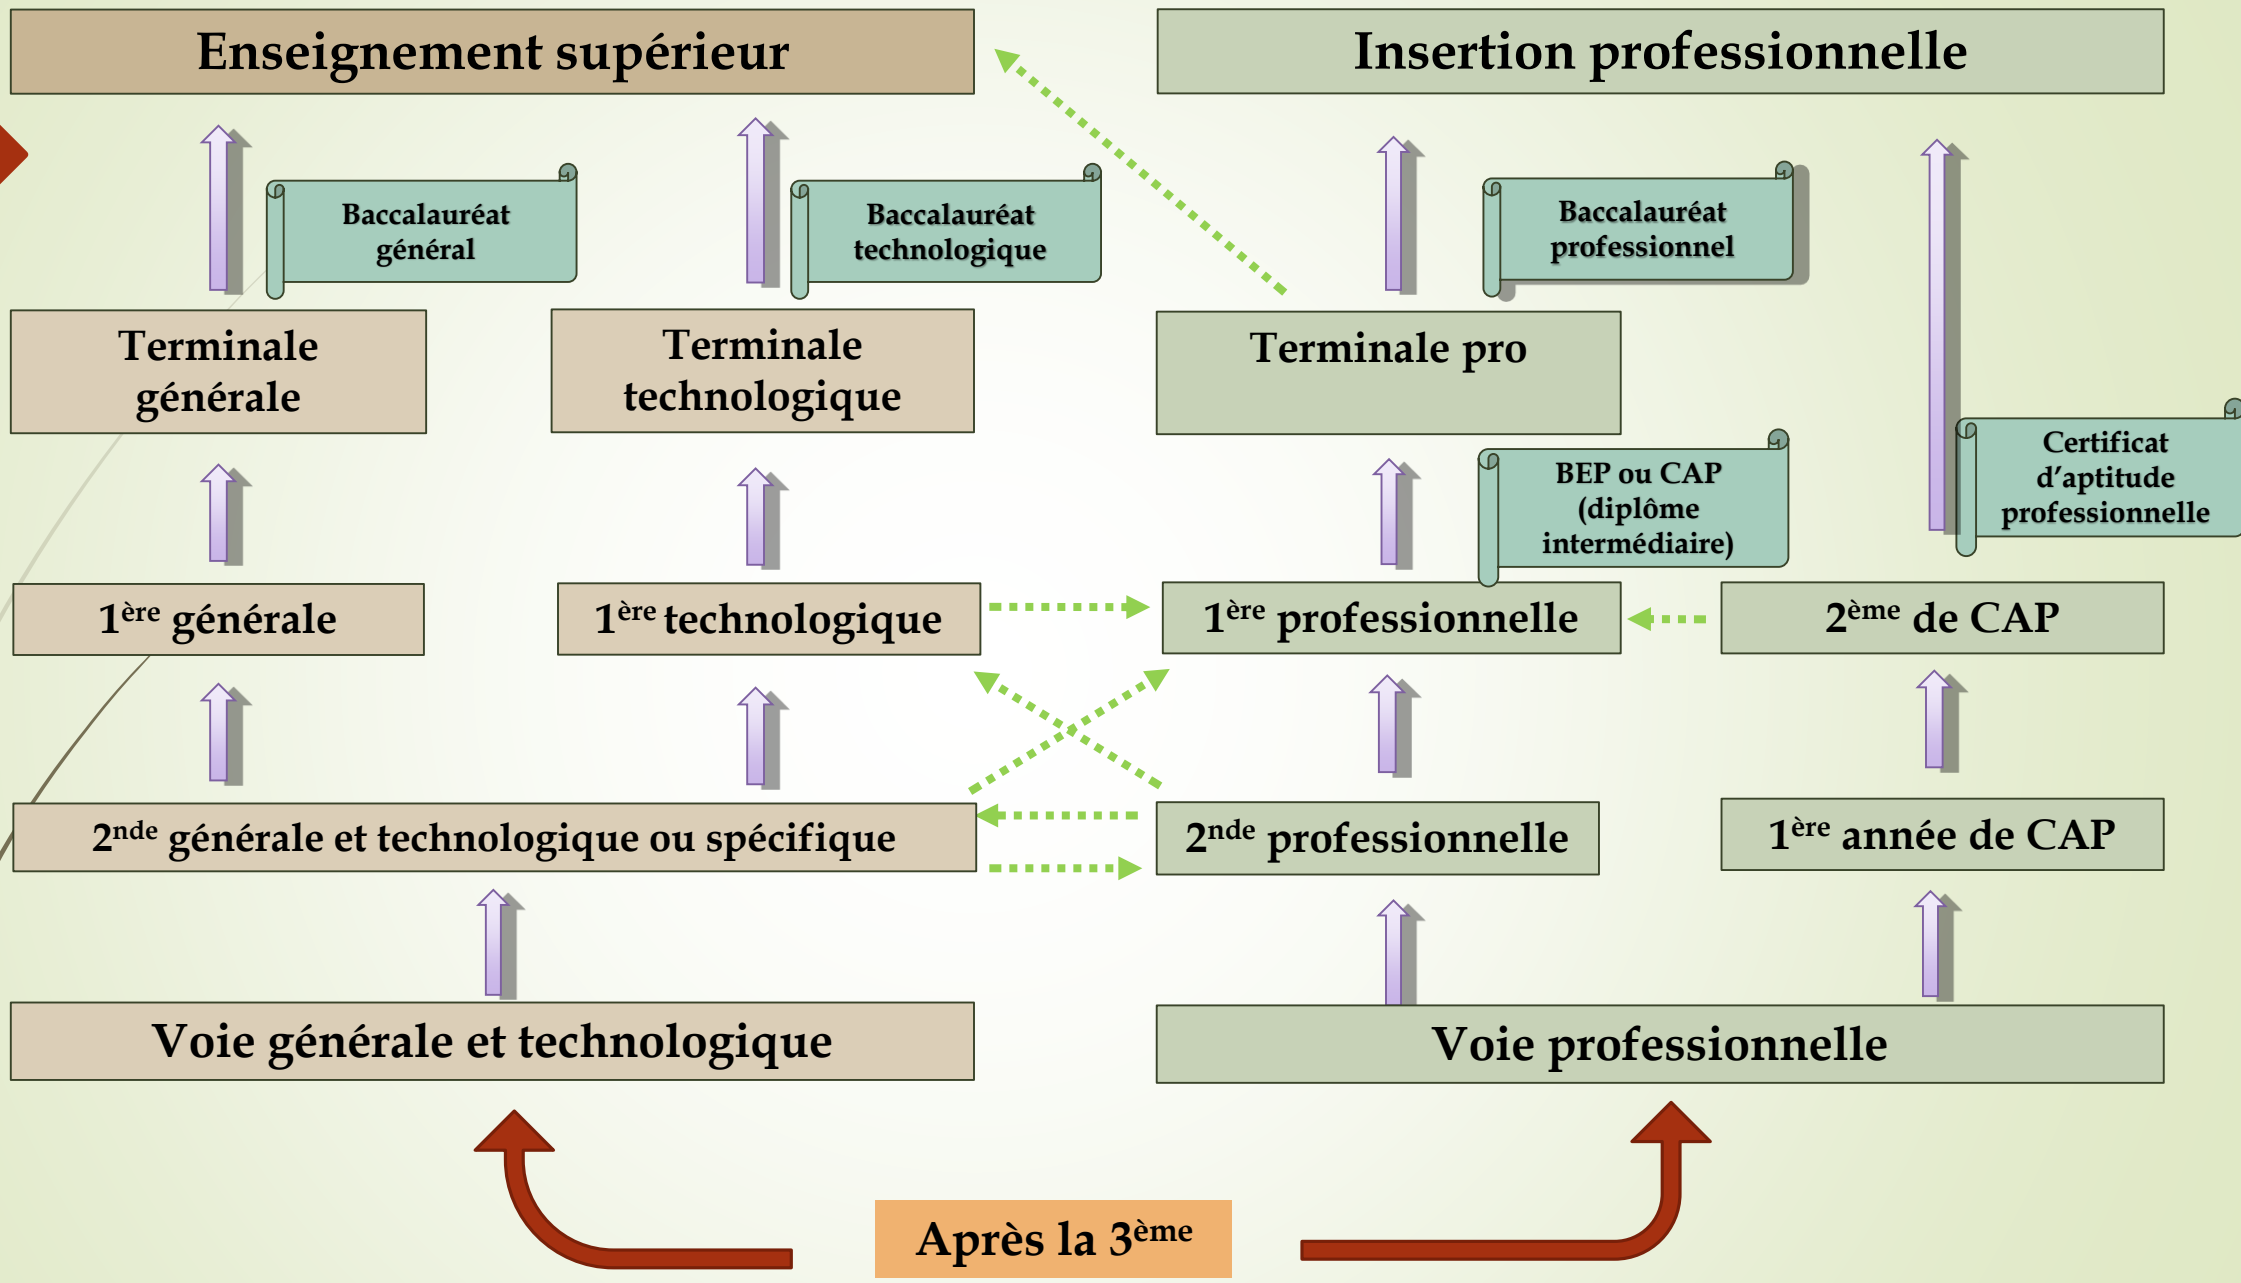 Enseignement supérieur
Insertion professionnelle
Baccalauréat
général
Baccalauréat
technologique
Baccalauréat
professionnel
Terminale
générale
Terminale
technologique
Terminale pro
BEP ou CAP
(diplôme
intermédiaire)
Certificat
d’aptitude
professionnelle
1ère générale
1ère technologique
1ère professionnelle
2ème de CAP
2nde générale et technologique ou spécifique
2nde professionnelle
1ère année de CAP
Voie générale et technologique
Voie professionnelle
Après la 3ème